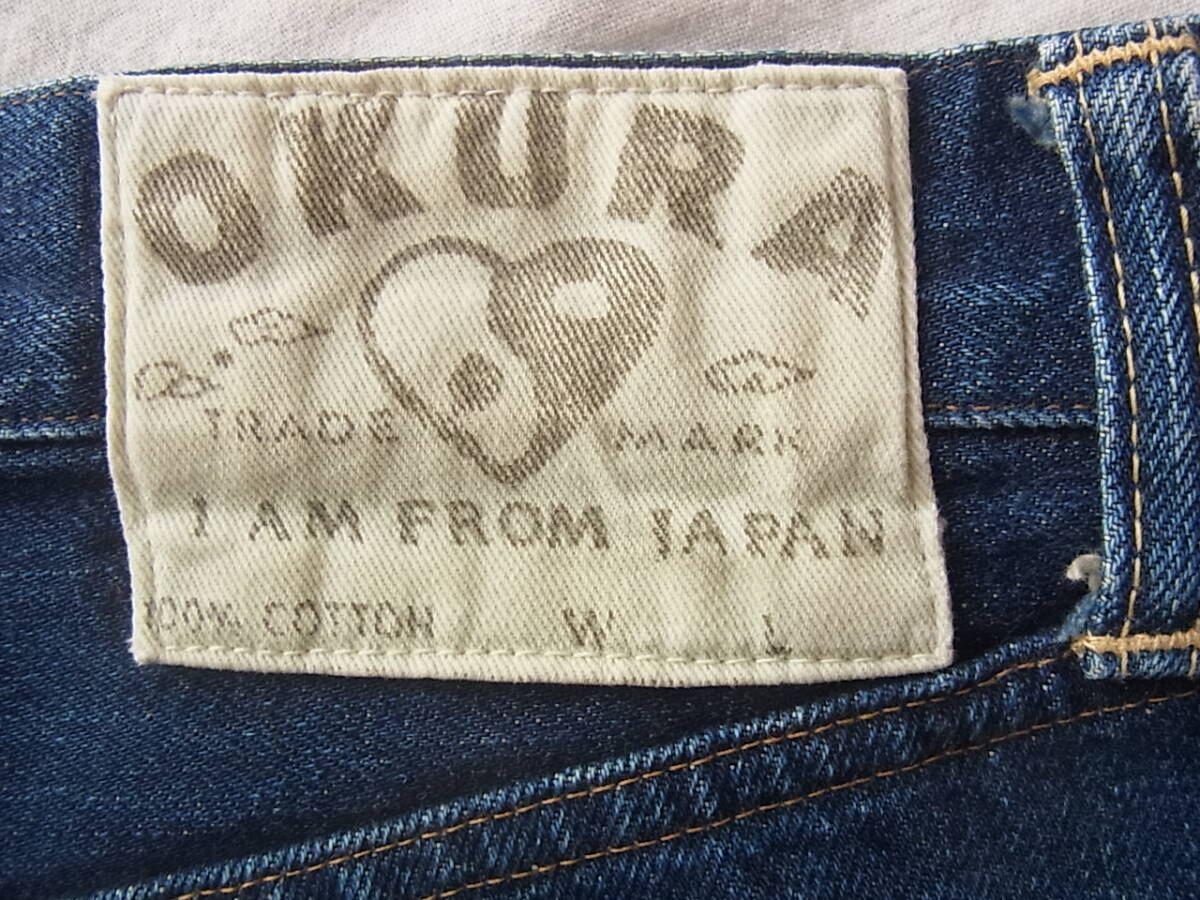 OKURA
TRADE MARK
I AM FROM JAPAN
100% COTTON W L